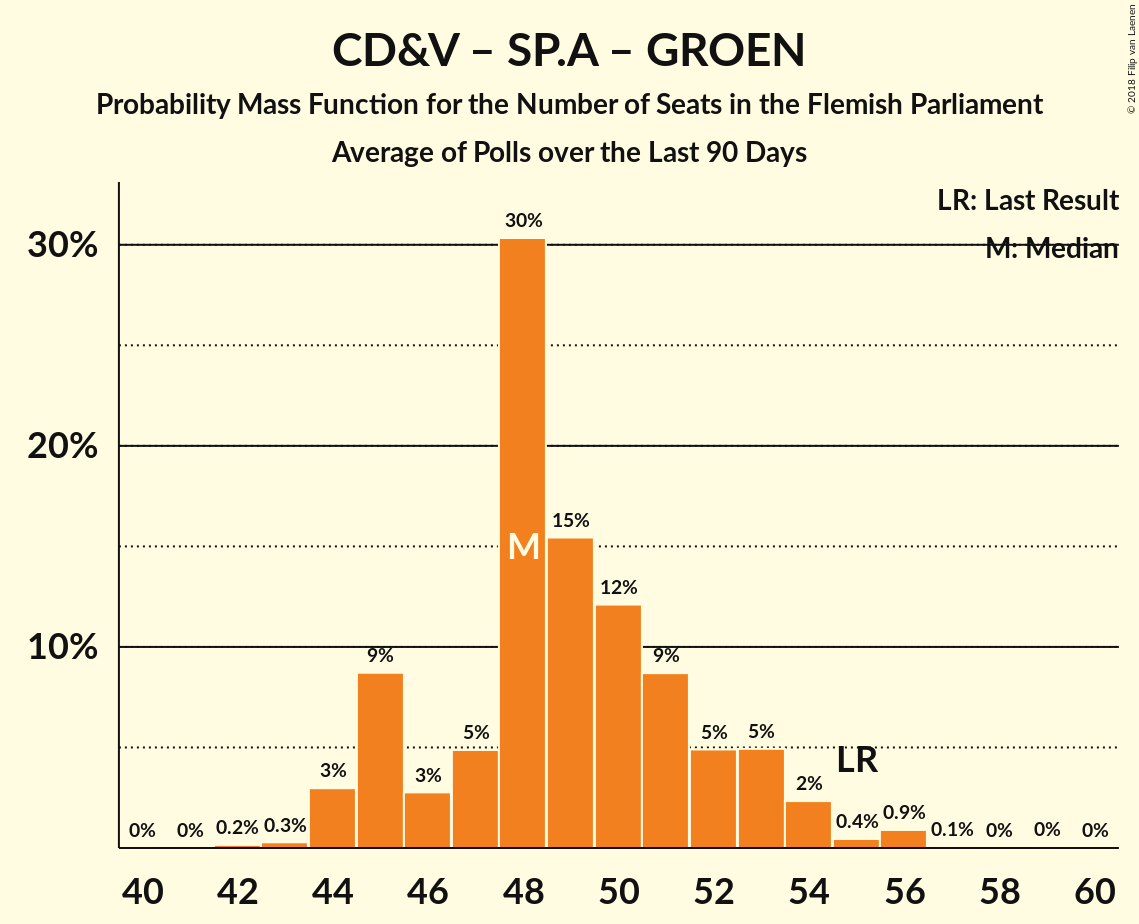 CD&V – SP.A – GROEN
Probability Mass Function for the Number of Seats in the Flemish Parliament
Average of Polls over the Last 90 Days
© 2018 Filip van Laenen
LR: Last Result
M: Median
30%
20%
10%
0%
0%
0.2%
0.3%
3%
9%
3%
5%
30%
M
15%
12%
9%
5%
5%
2%
LR
0.4%
0.9%
0.1%
0%
0%
0%
40 42 44 46 48 50 52 54 56 58 60